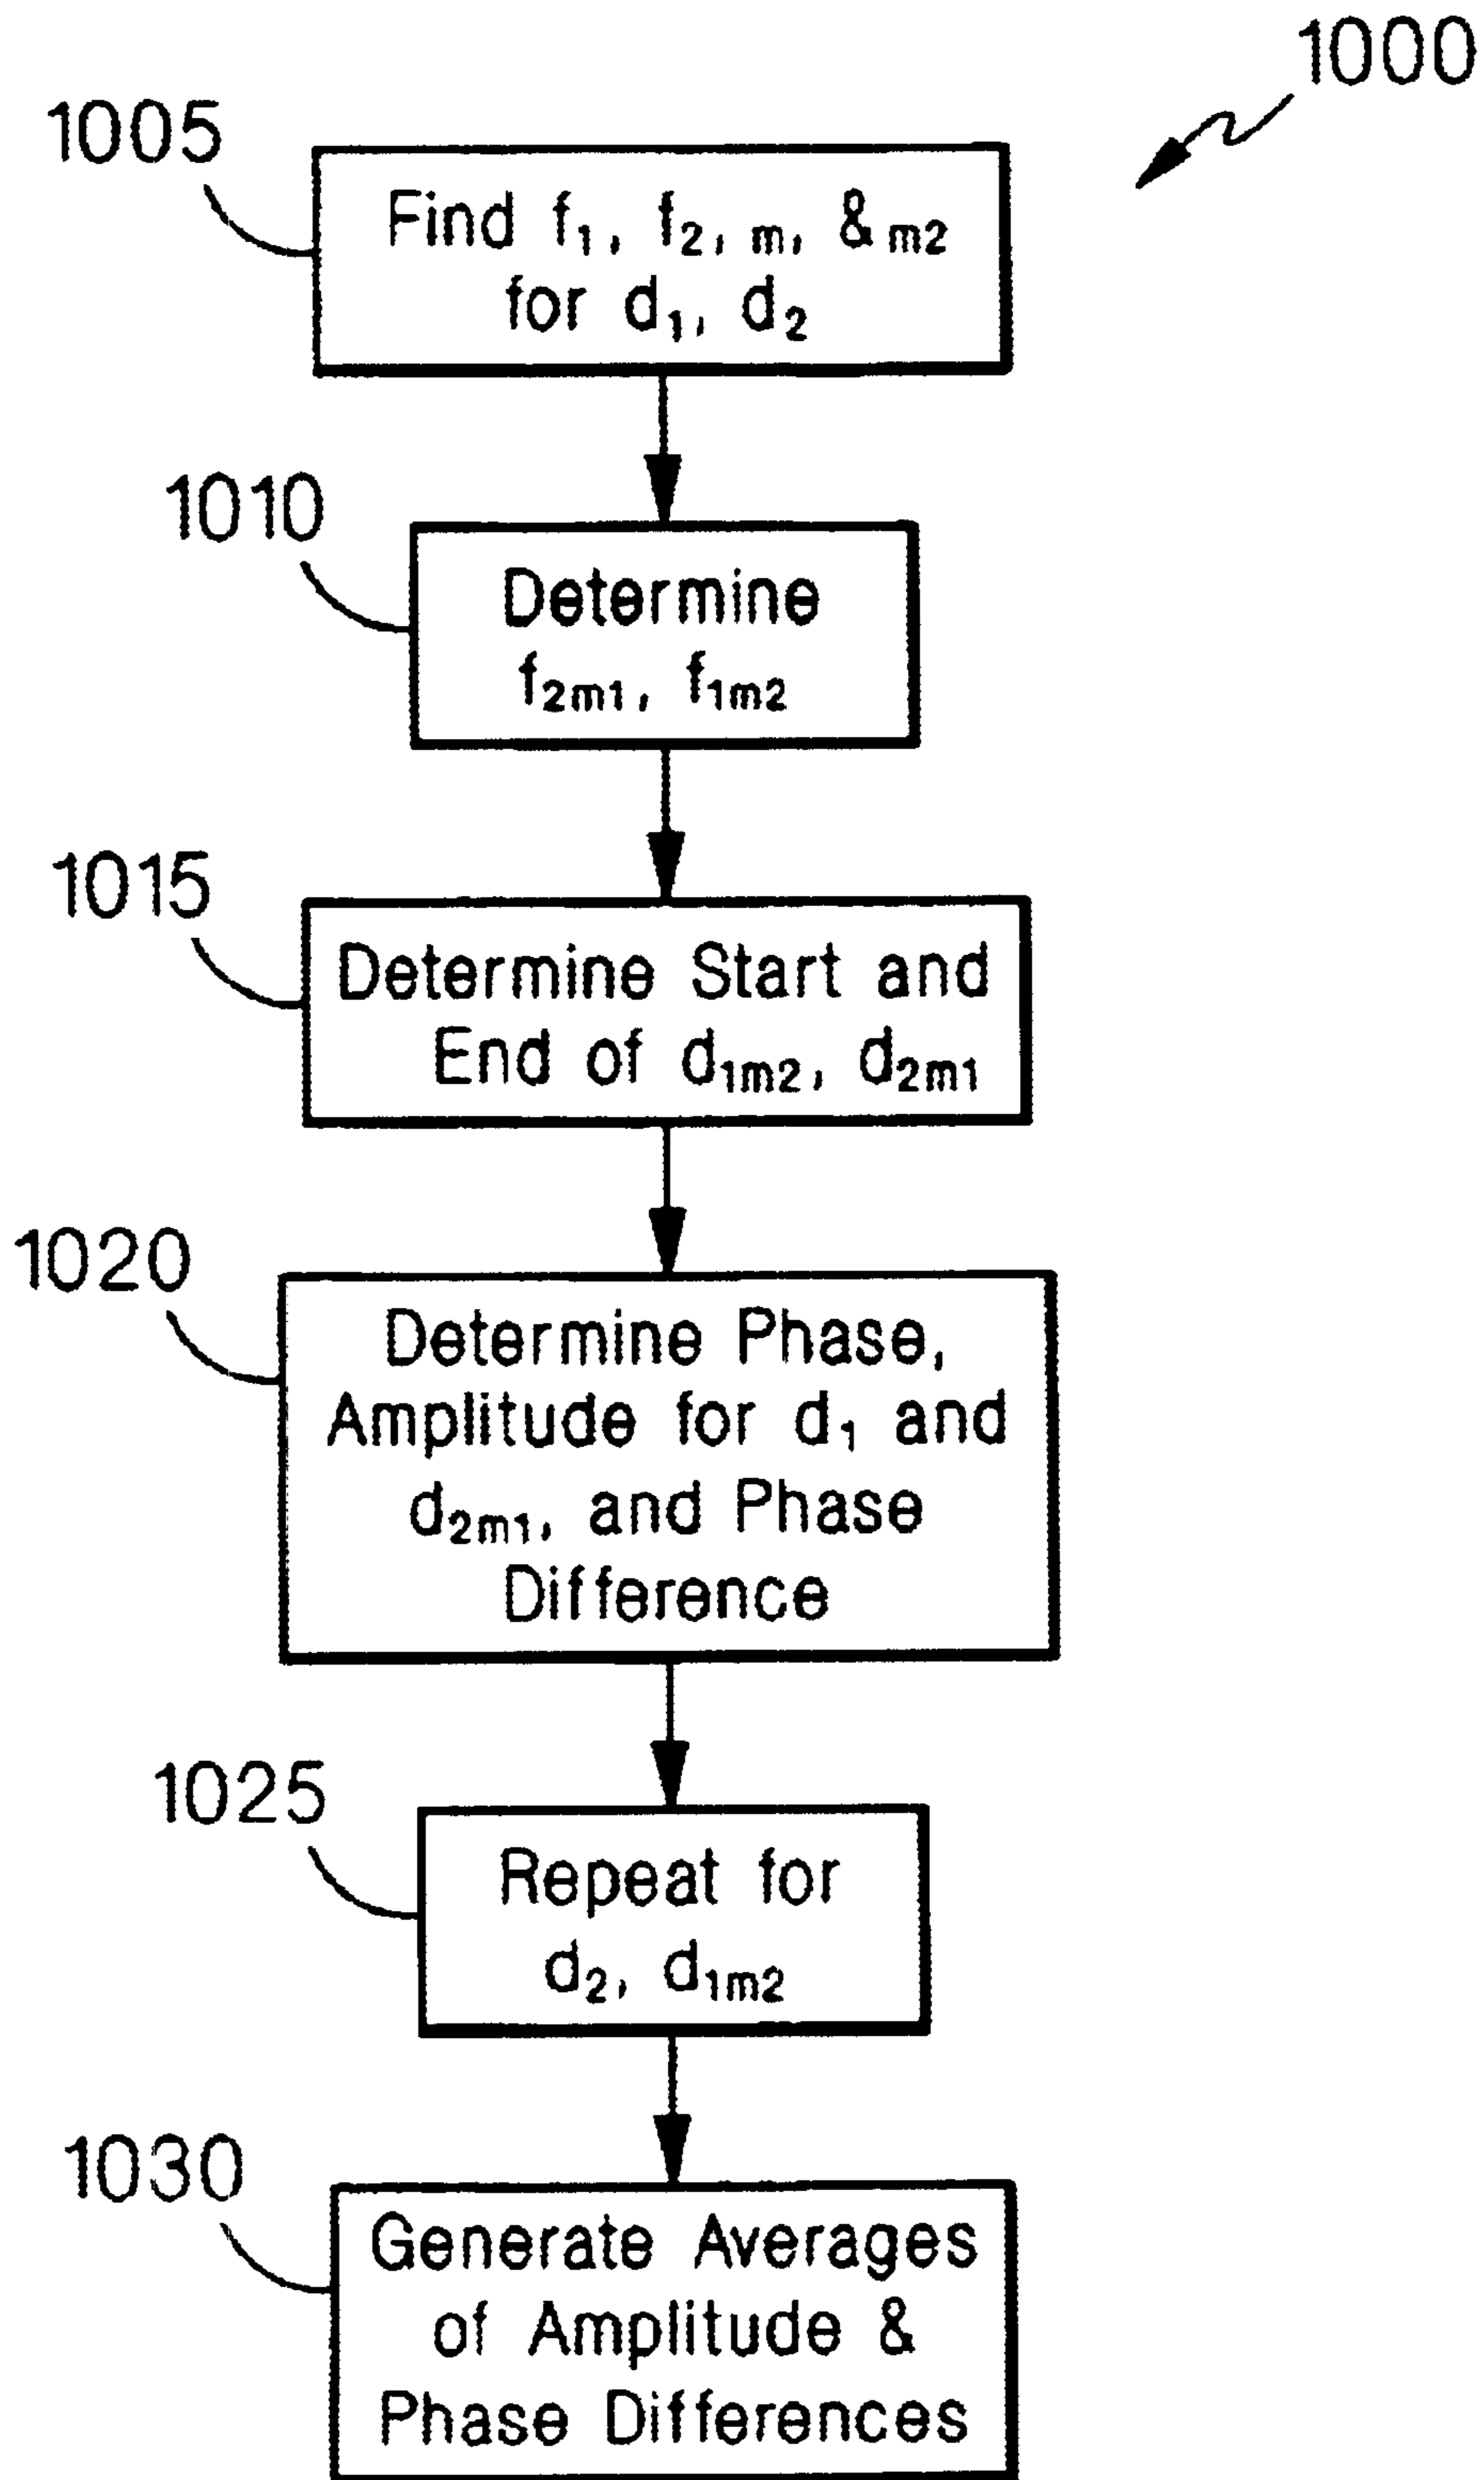 1000
1005
Find f₁, f₂, m, & m2
for d₁, d₂
1010
Determine
f₂ₘ₁, f₁ₘ₂
1015
Determine Start and
End of d₁ₘ₂, d₂ₘ₁
1020
Determine Phase,
Amplitude for d₁ and
d₂ₘ₁, and Phase
Difference
1025
Repeat for
d₂, d₁ₘ₂
1030
Generate Averages
of Amplitude &
Phase Differences